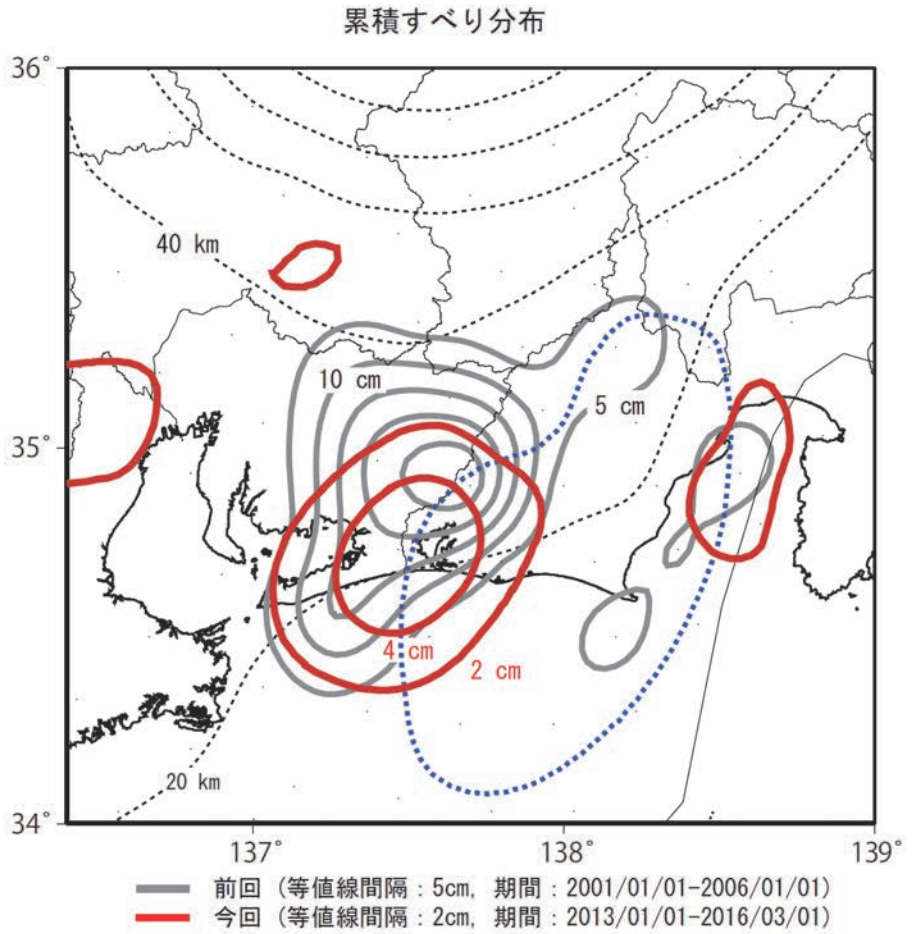 累積すべり分布
36°
40 km
10 cm
5 cm
35°
4 cm
2 cm
20 km
34°
137°
138°
139°
前回 (等値線間隔：5cm, 期間：2001/01/01-2006/01/01)
今回 (等値線間隔：2cm, 期間：2013/01/01-2016/03/01)